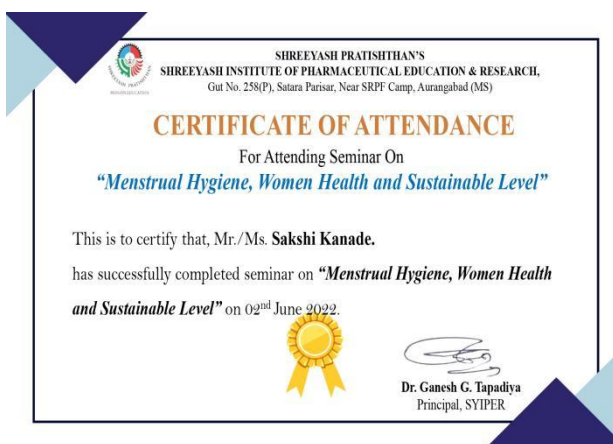 SHREEYASH PRATISHTHAN'S
SHREEYASH INSTITUTE OF PHARMACEUTICAL EDUCATION & RESEARCH,
Gut No. 258(P), Satara Parisar, Near SRPF Camp, Aurangabad (MS)
CERTIFICATE OF ATTENDANCE
For Attending Seminar On
“Menstrual Hygiene, Women Health and Sustainable Level”
This is to certify that, Mr./Ms. Sakshi Kanade.
has successfully completed seminar on “Menstrual Hygiene, Women Health
and Sustainable Level” on 02nd June 2022.
Dr. Ganesh G. Tapadiya
Principal, SYIPER